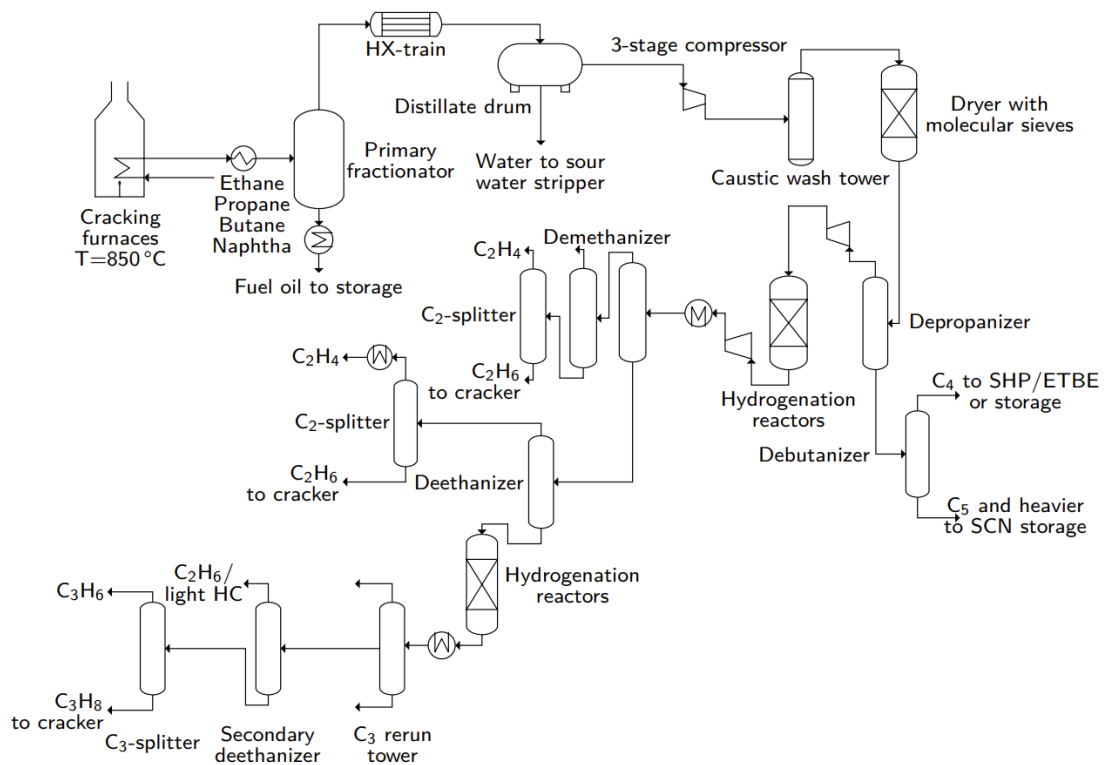 HX-train
3-stage compressor
Distillate drum
Dryer with
molecular sieves
Primary
fractionator
Water to sour
water stripper
Caustic wash tower
Ethane
Propane
Butane
Naphtha
Cracking
furnaces
T=850 °C
Fuel oil to storage
C₂H₄
Demethanizer
C₂-splitter
Depropanizer
C₂H₆
to cracker
Hydrogenation
reactors
C₄ to SHP/ETBE
or storage
C₂H₄
C₂-splitter
Debutanizer
C₂H₆
to cracker
Deethanizer
C₅ and heavier
to SCN storage
Hydrogenation
reactors
C₃H₆
C₂H₆/
light HC
C₃H₈
to cracker
C₃-splitter
Secondary
deethanizer
C₃ rerun
tower